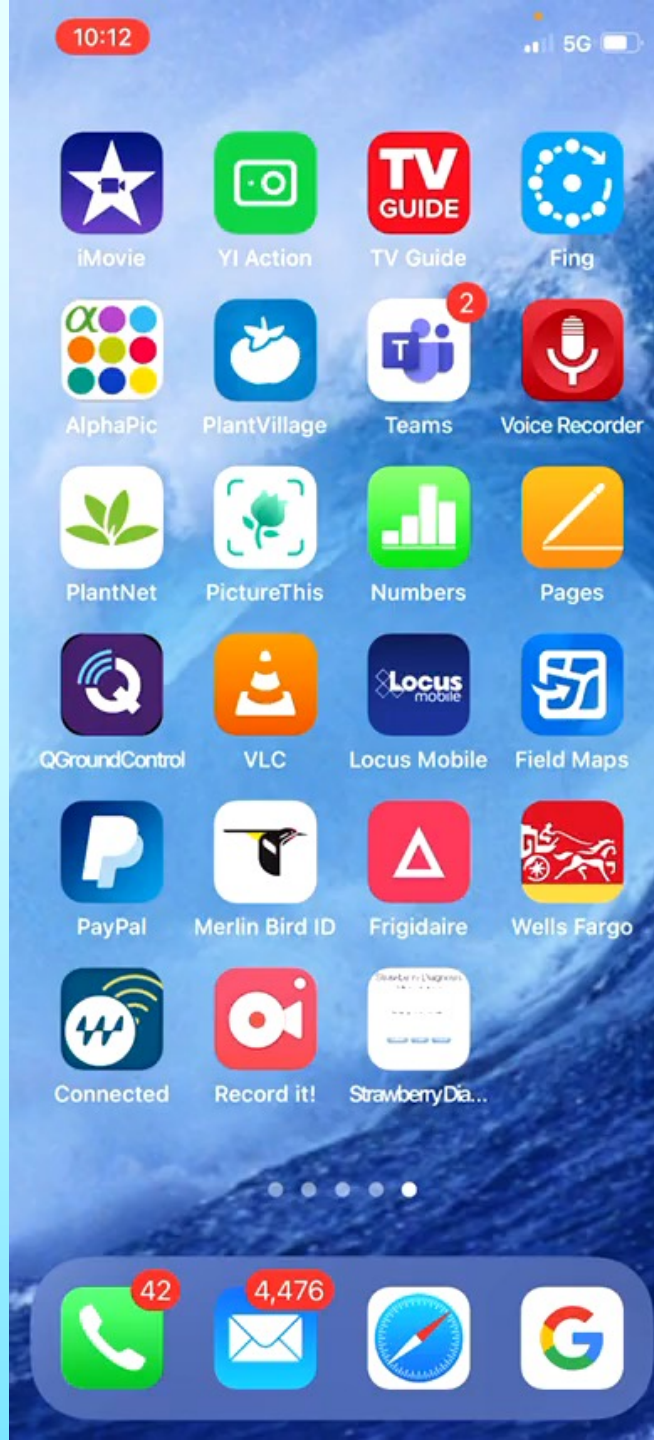 10:12
5G
TV
GUIDE
iMovie
YI Action
TV Guide
Fing
α
2
T
AlphaPic
PlantVillage
Teams
Voice Recorder
PlantNet
PictureThis
Numbers
Pages
Locus
mobile
QGroundControl
VLC
Locus Mobile
Field Maps
PayPal
Merlin Bird ID
Frigidaire
Wells Fargo
Strawberry Diagnosis
Connected
Record it!
StrawberryDia...
42
4,476
G